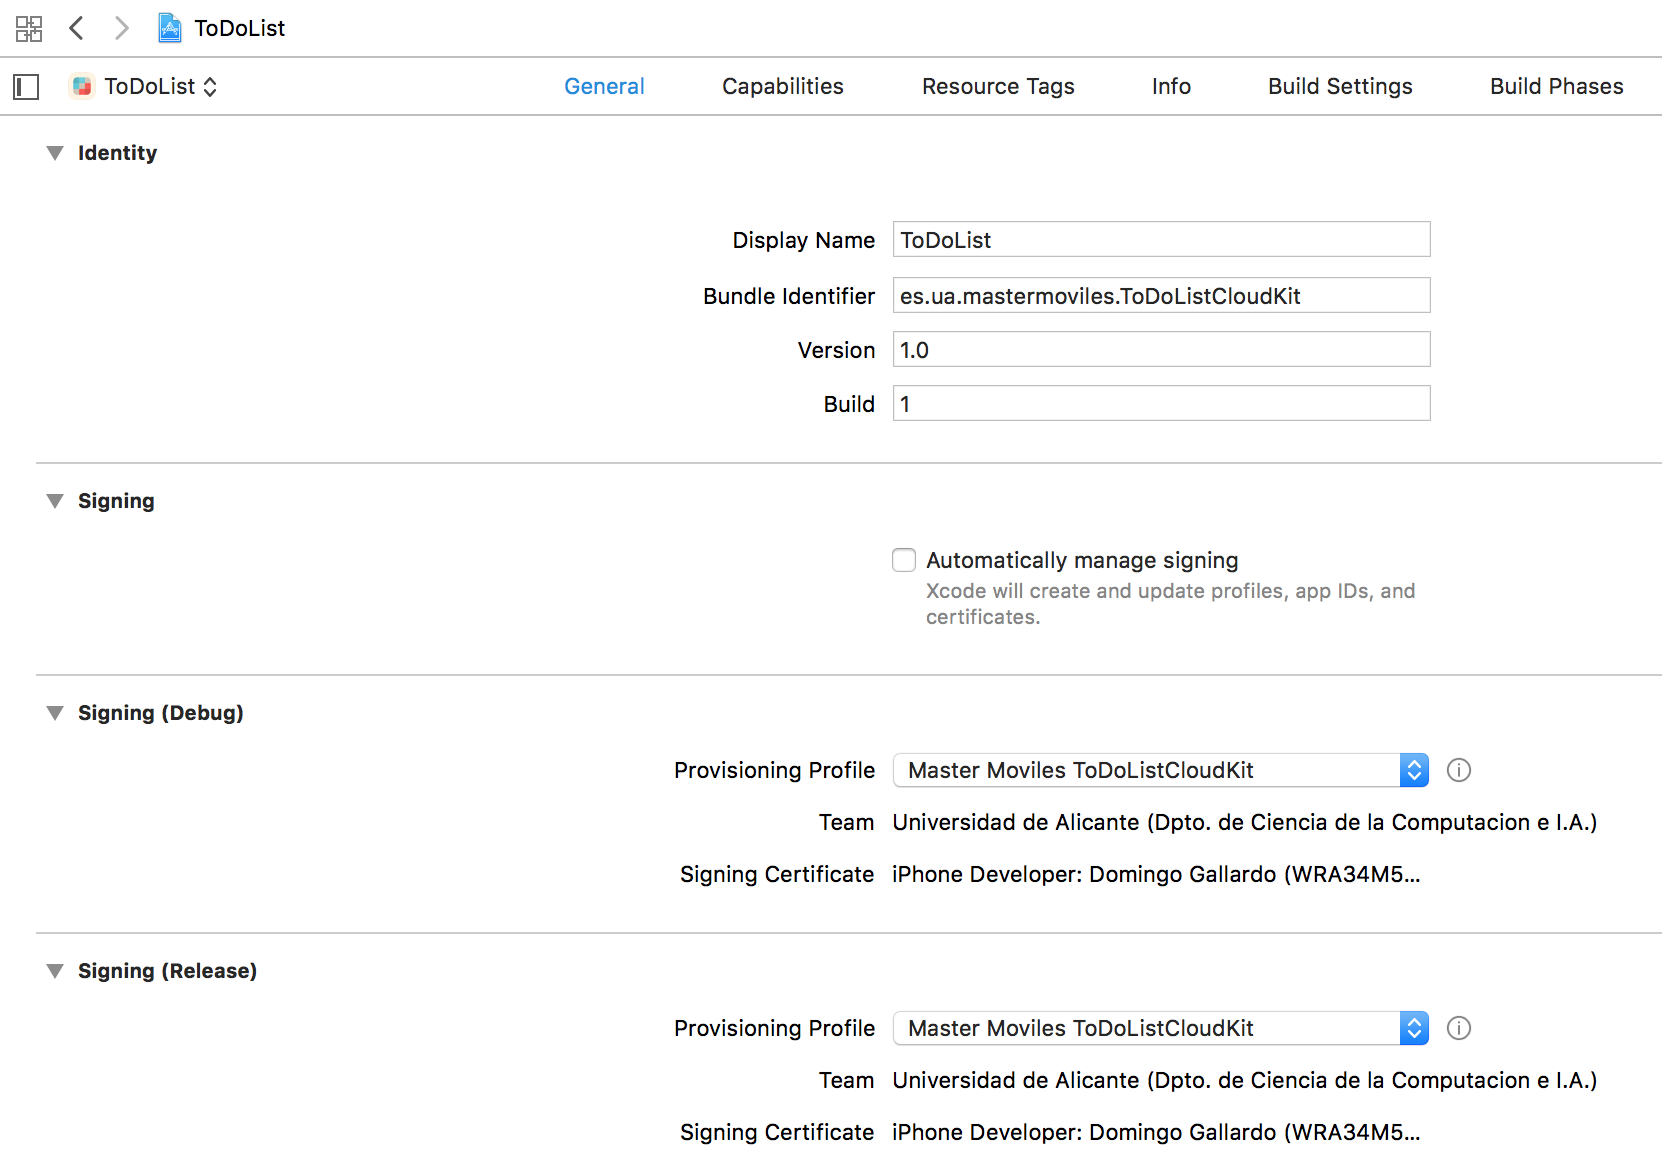 ToDoList
ToDoList General Capabilities Resource Tags Info Build Settings Build Phases
Identity
Display Name ToDoList
Bundle Identifier es.ua.mastermoviles.ToDoListCloudKit
Version 1.0
Build 1
Signing
Automatically manage signing
Xcode will create and update profiles, app IDs, and
certificates.
Signing (Debug)
Provisioning Profile Master Moviles ToDoListCloudKit
Team Universidad de Alicante (Dpto. de Ciencia de la Computacion e I.A.)
Signing Certificate iPhone Developer: Domingo Gallardo (WRA34M5...
Signing (Release)
Provisioning Profile Master Moviles ToDoListCloudKit
Team Universidad de Alicante (Dpto. de Ciencia de la Computacion e I.A.)
Signing Certificate iPhone Developer: Domingo Gallardo (WRA34M5...